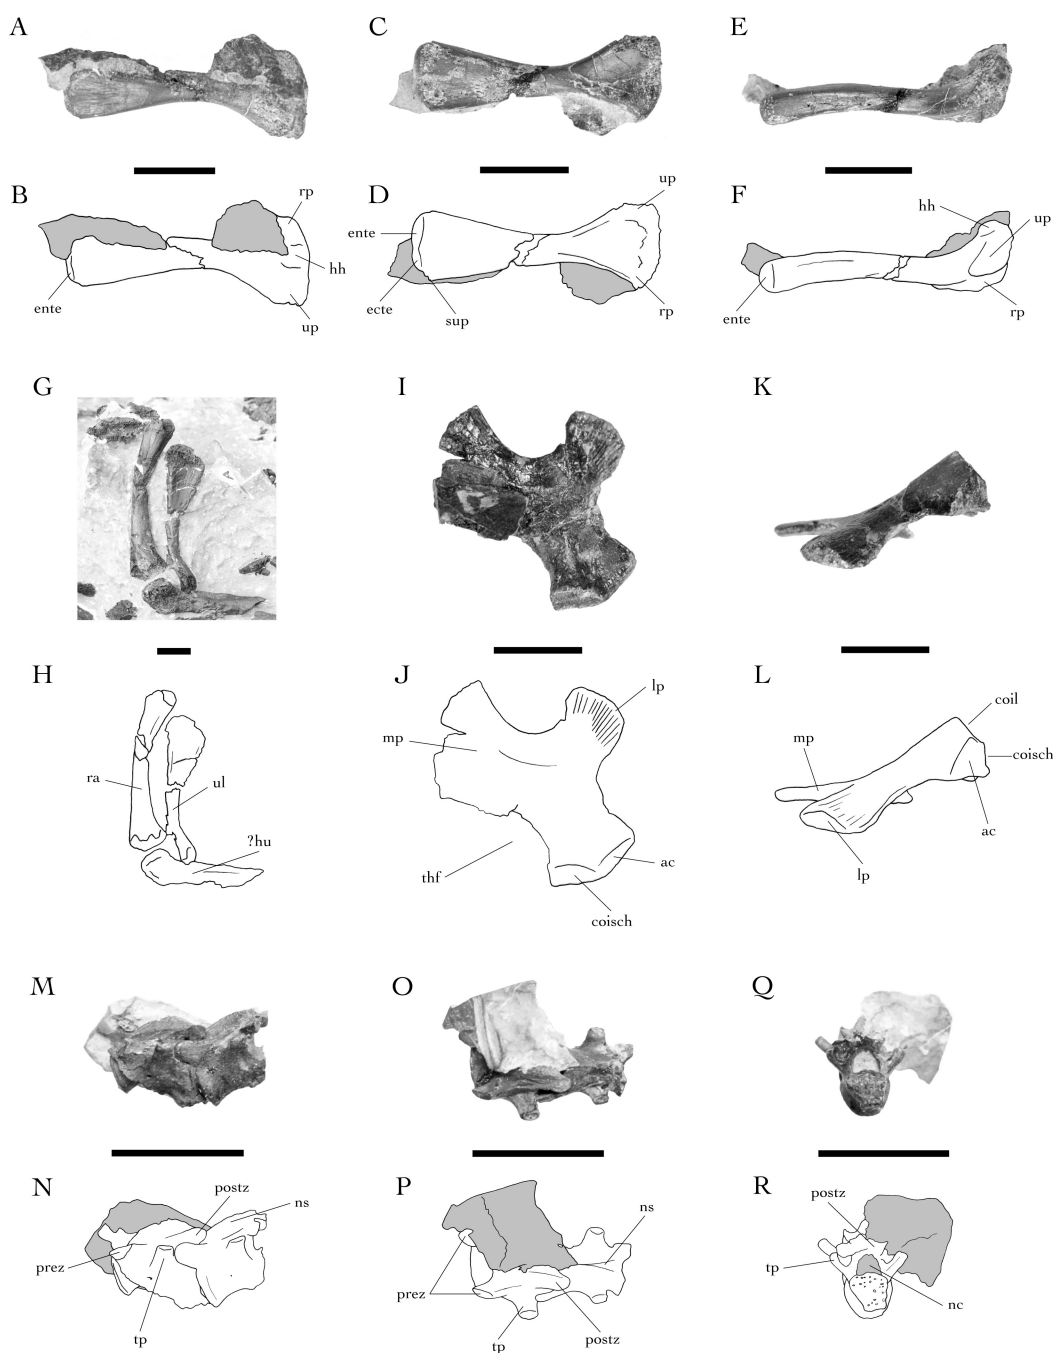 A
C
E
B
rp
hh
up
ente
D
up
ente
ecte
sup
rp
F
hh
up
ente
rp
G
I
K
H
ra
ul
?hu
J
lp
mp
ac
thf
coisch
L
coil
mp
coisch
ac
lp
M
O
Q
N
postz
ns
prez
tp
P
ns
prez
tp
postz
R
postz
tp
nc